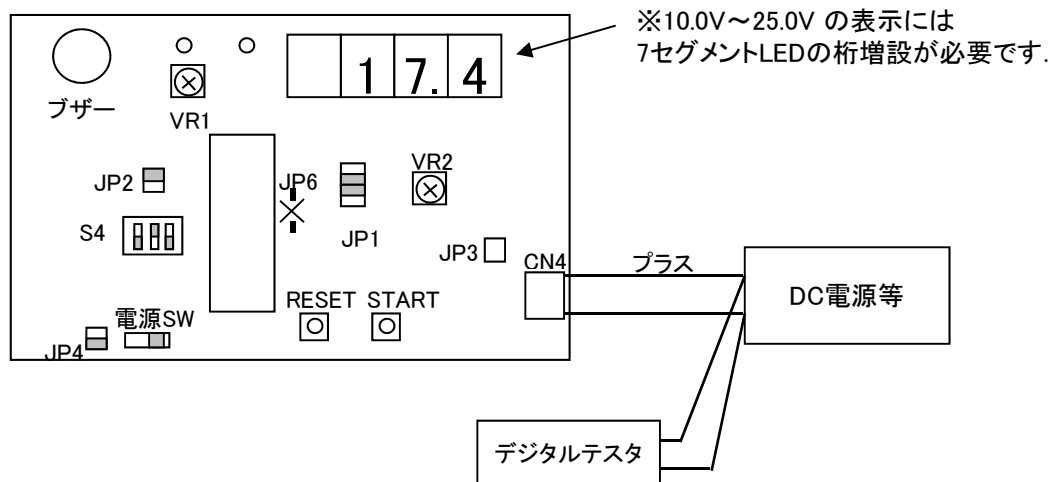 ※10.0V～25.0V の表示には
7セグメントLEDの桁増設が必要です.
1 7. 4
ブザー
VR1
JP2
JP6
VR2
S4
JP1
JP3
CN4
プラス
DC電源等
RESET START
電源SW
JP4
デジタルテスタ